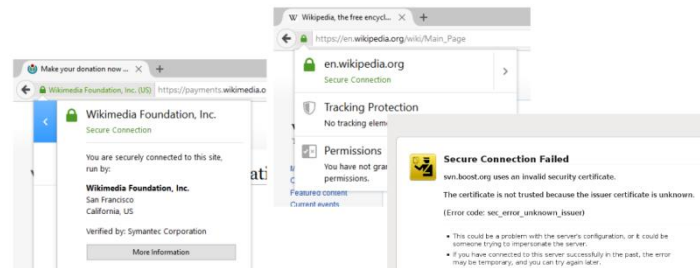 Make your donation now ...
Wikimedia Foundation, Inc. (US)
https://payments.wikimedia.o
Wikimedia Foundation, Inc.
Secure Connection
You are securely connected to this site,
run by:
Wikimedia Foundation, Inc.
San Francisco
California, US
Verified by: Symantec Corporation
More Information
ati
W Wikipedia, the free encycl...
https://en.wikipedia.org/wiki/Main_Page
en.wikipedia.org
Secure Connection
Tracking Protection
No tracking elem
Permissions
You have not gran
permissions.
Featured content
Current events
Secure Connection Failed
svn.boost.org uses an invalid security certificate.
The certificate is not trusted because the issuer certificate is unknown.
(Error code: sec_error_unknown_issuer)
• This could be a problem with the server's configuration, or it could be
someone trying to impersonate the server.
• If you have connected to this server successfully in the past, the error
may be temporary, and you can try again later.